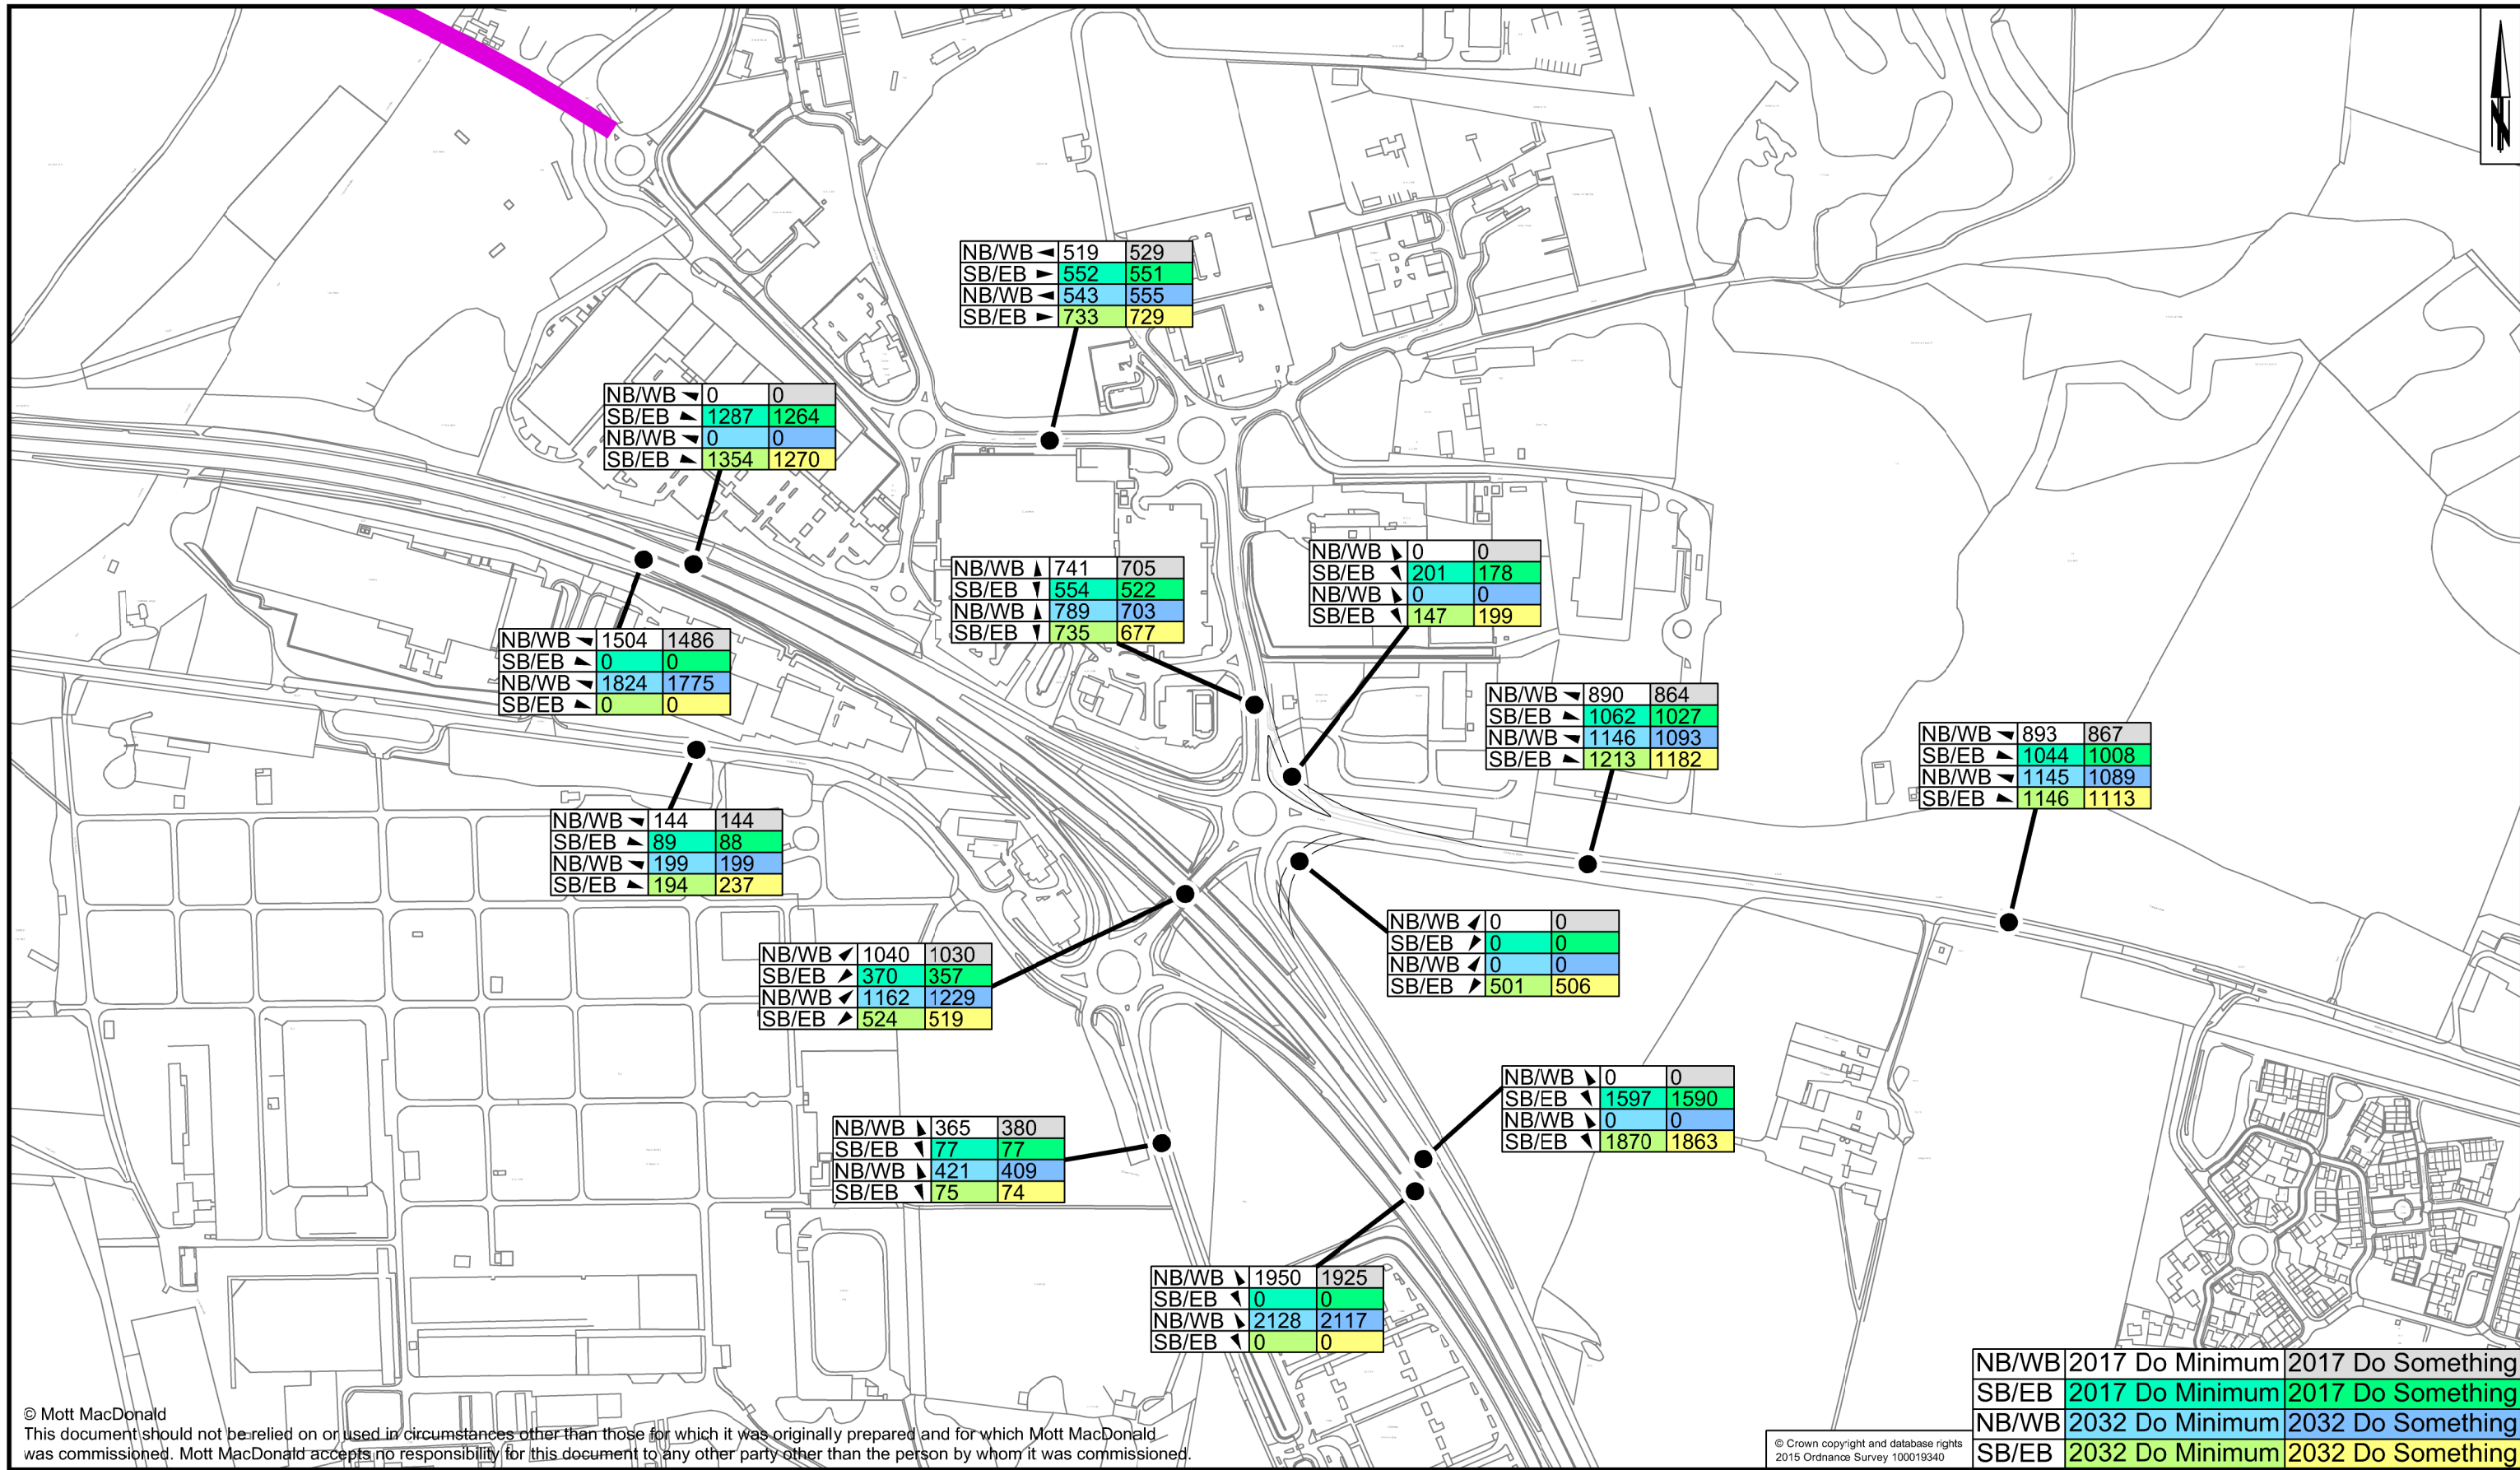 NB/WB 519 529
SB/EB 552 551
NB/WB 543 555
SB/EB 733 729
NB/WB 0 0
SB/EB 1287 1264
NB/WB 0 0
SB/EB 1354 1270
NB/WB 741 705
SB/EB 554 522
NB/WB 789 703
SB/EB 735 677
NB/WB 0 0
SB/EB 201 178
NB/WB 0 0
SB/EB 147 199
NB/WB 1504 1486
SB/EB 0 0
NB/WB 1824 1775
SB/EB 0 0
NB/WB 890 864
SB/EB 1062 1027
NB/WB 1146 1093
SB/EB 1213 1182
NB/WB 893 867
SB/EB 1044 1008
NB/WB 1145 1089
SB/EB 1146 1113
NB/WB 144 144
SB/EB 89 88
NB/WB 199 199
SB/EB 194 237
NB/WB 0 0
SB/EB 0 0
NB/WB 0 0
SB/EB 501 506
NB/WB 1040 1030
SB/EB 370 357
NB/WB 1162 1229
SB/EB 524 519
NB/WB 0 0
SB/EB 1597 1590
NB/WB 0 0
SB/EB 1870 1863
NB/WB 365 380
SB/EB 77 77
NB/WB 421 409
SB/EB 75 74
NB/WB 1950 1925
SB/EB 0 0
NB/WB 2128 2117
SB/EB 0 0
NB/WB 2017 Do Minimum 2017 Do Something
SB/EB 2017 Do Minimum 2017 Do Something
NB/WB 2032 Do Minimum 2032 Do Something
SB/EB 2032 Do Minimum 2032 Do Something
© Mott MacDonald
This document should not be relied on or used in circumstances other than those for which it was originally prepared and for which Mott MacDonald
was commissioned. Mott MacDonald accepts no responsibility for this document to any other party other than the person by whom it was commissioned.
© Crown copyright and database rights
2015 Ordnance Survey 100019340
N